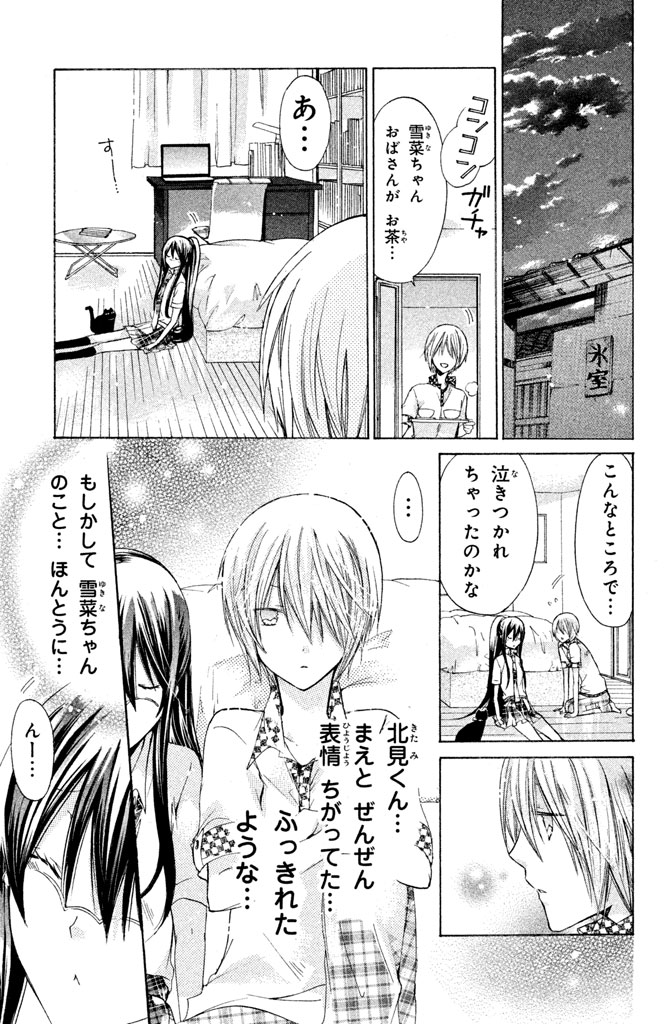 氷室
コンコン
ガチャ
雪菜ちゃん
おばさんが お茶…
あ…
すー…
こんなところで…
泣きつかれ
ちゃったのかな
…
北見くん…
まえと ぜんぜん
表情 ちがってた…
ふっきれた
ような…
もしかして 雪菜ちゃん
のこと… ほんとうに…
んー…